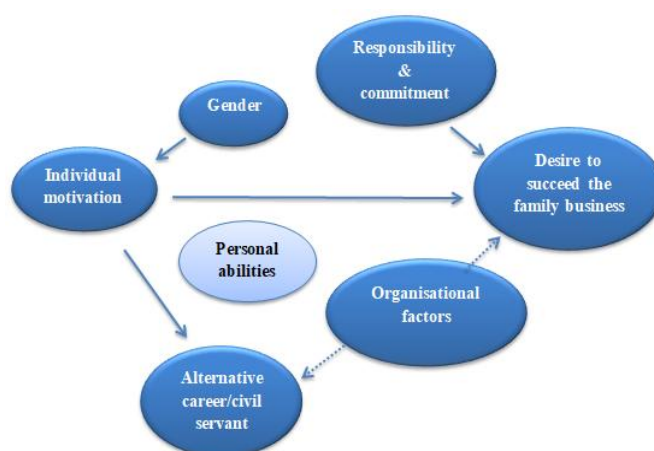 Responsibility
&
commitment
Gender
Desire to
succeed the
family business
Individual
motivation
Personal
abilities
Organisational
factors
Alternative
career/civil
servant